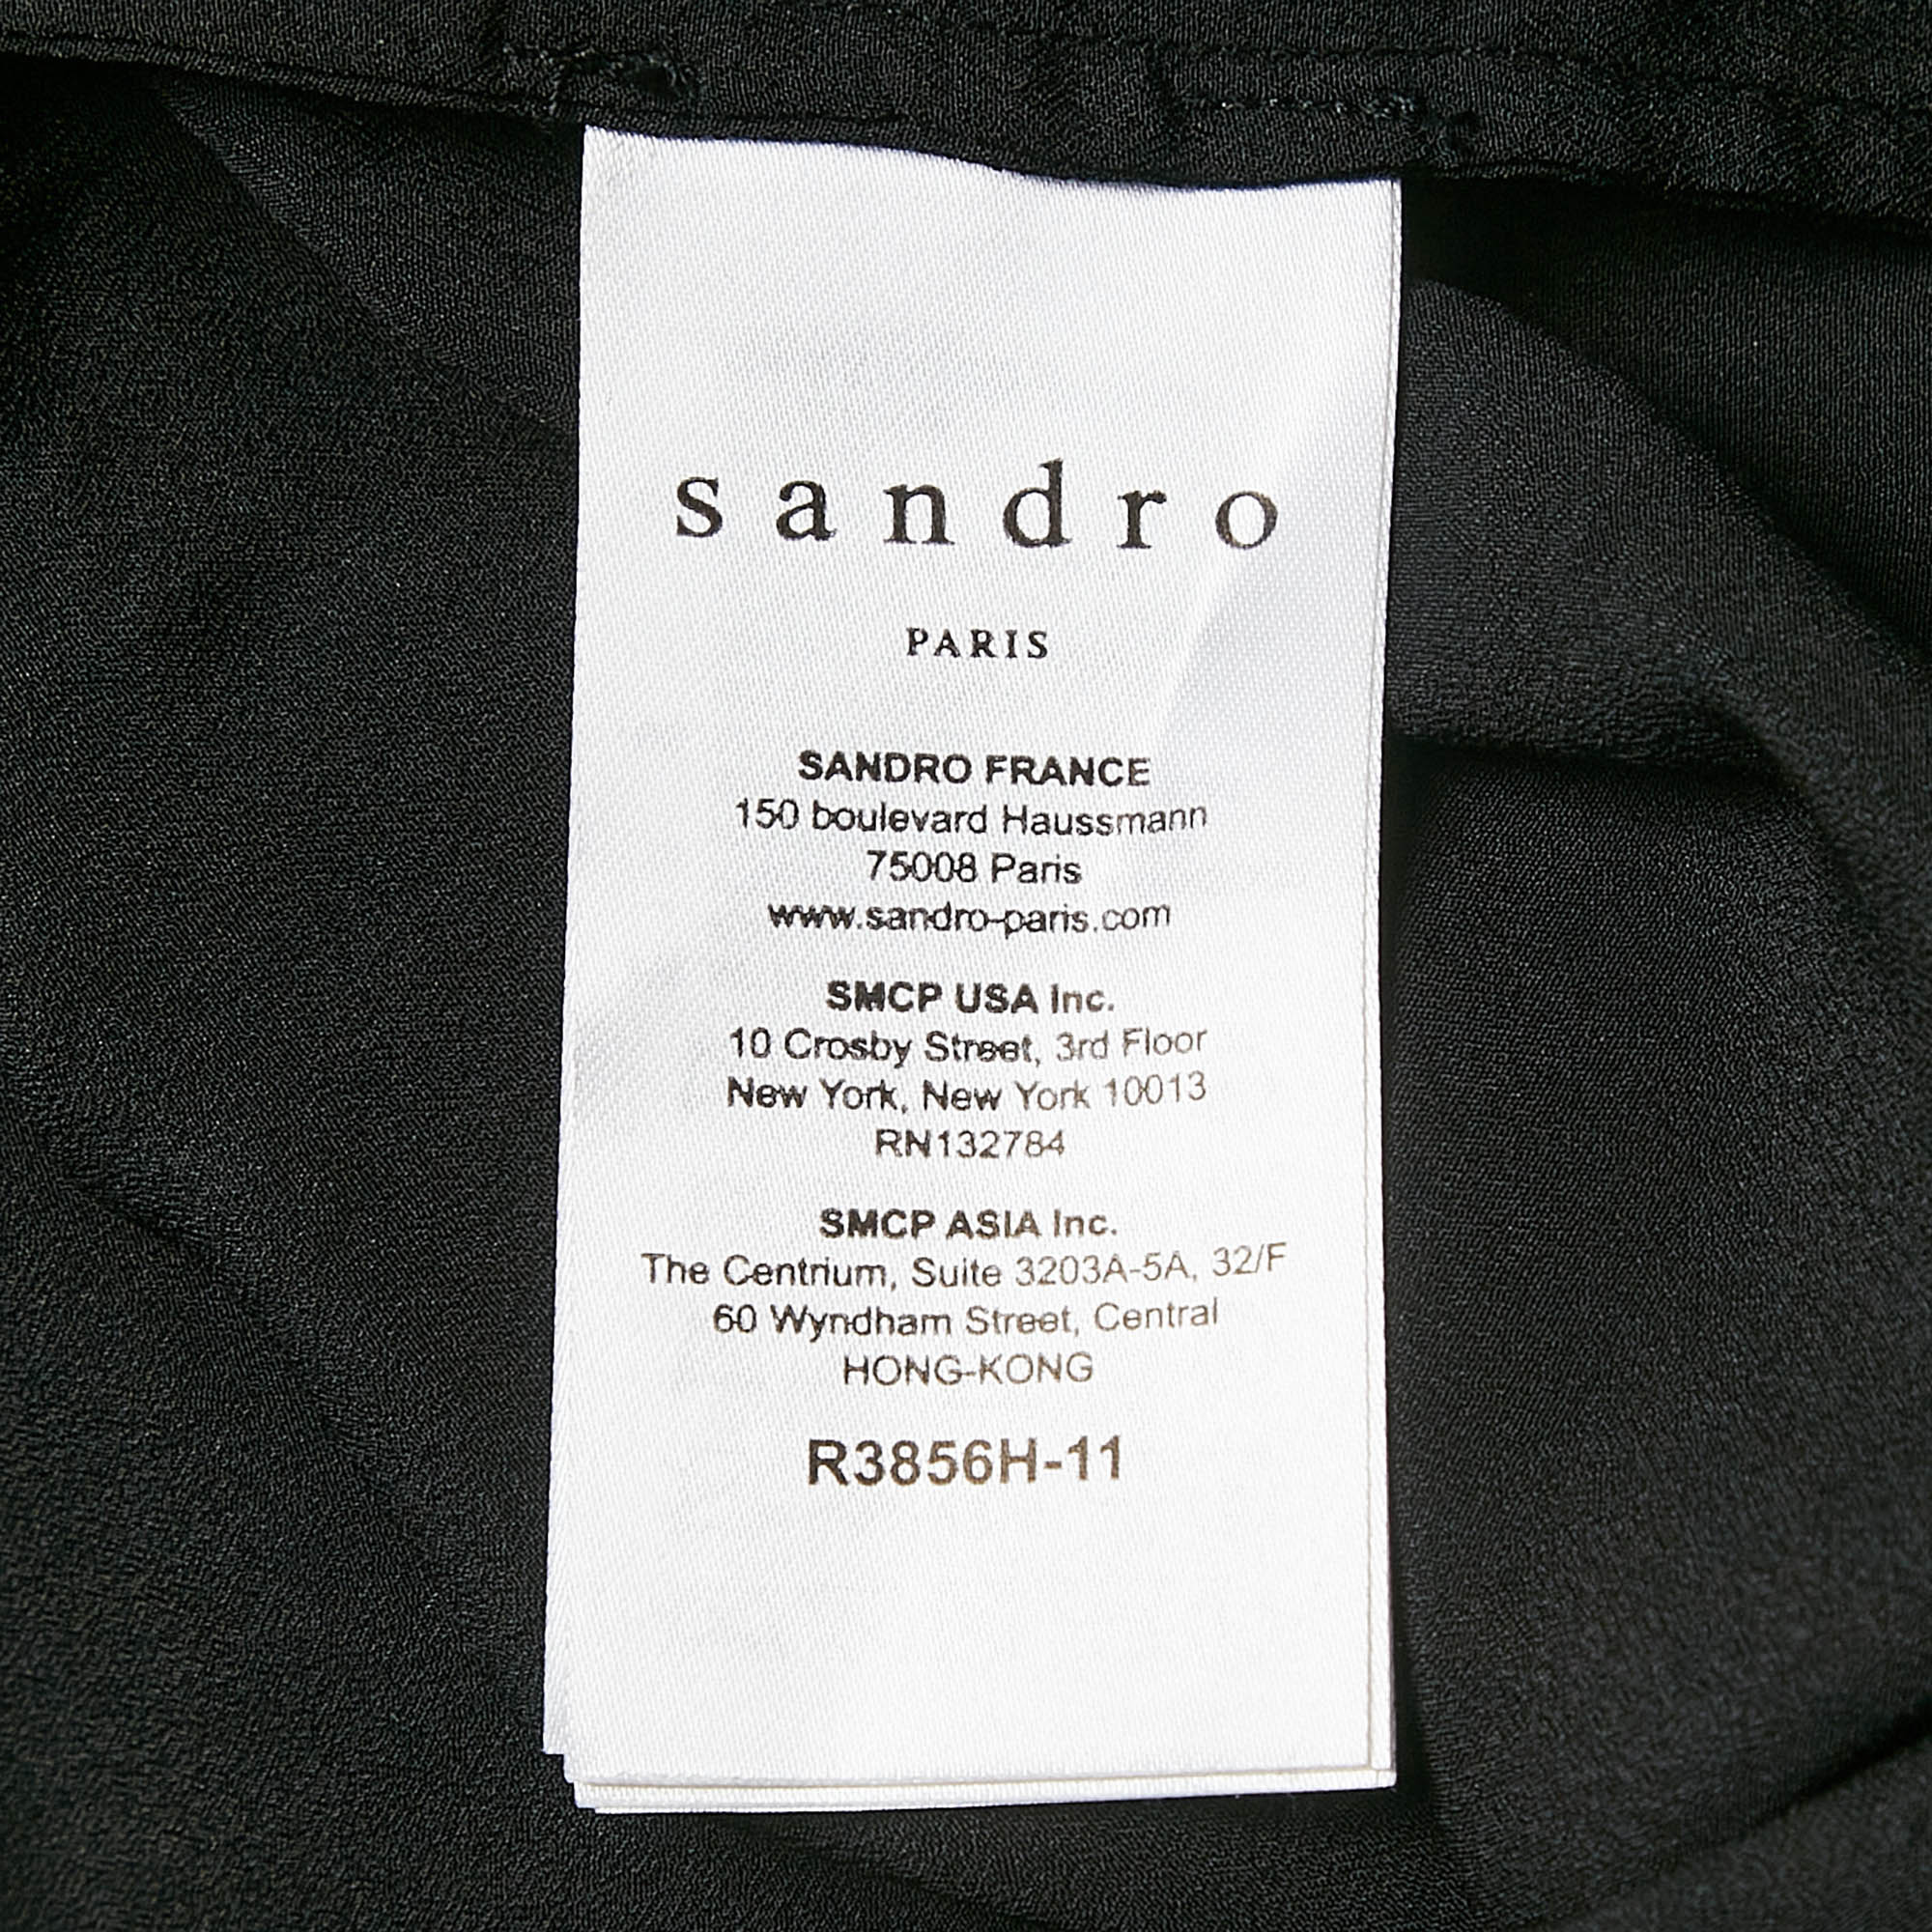 sandro
PARIS
SANDRO FRANCE
150 boulevard Haussmann
75008 Paris
www.sandro-paris.com
SMCP USA Inc.
10 Crosby Street, 3rd Floor
New York, New York 10013
RN132784
SMCP ASIA Inc.
The Centrium, Suite 3203A-5A, 32/F
60 Wyndham Street, Central
HONG-KONG
R3856H-11